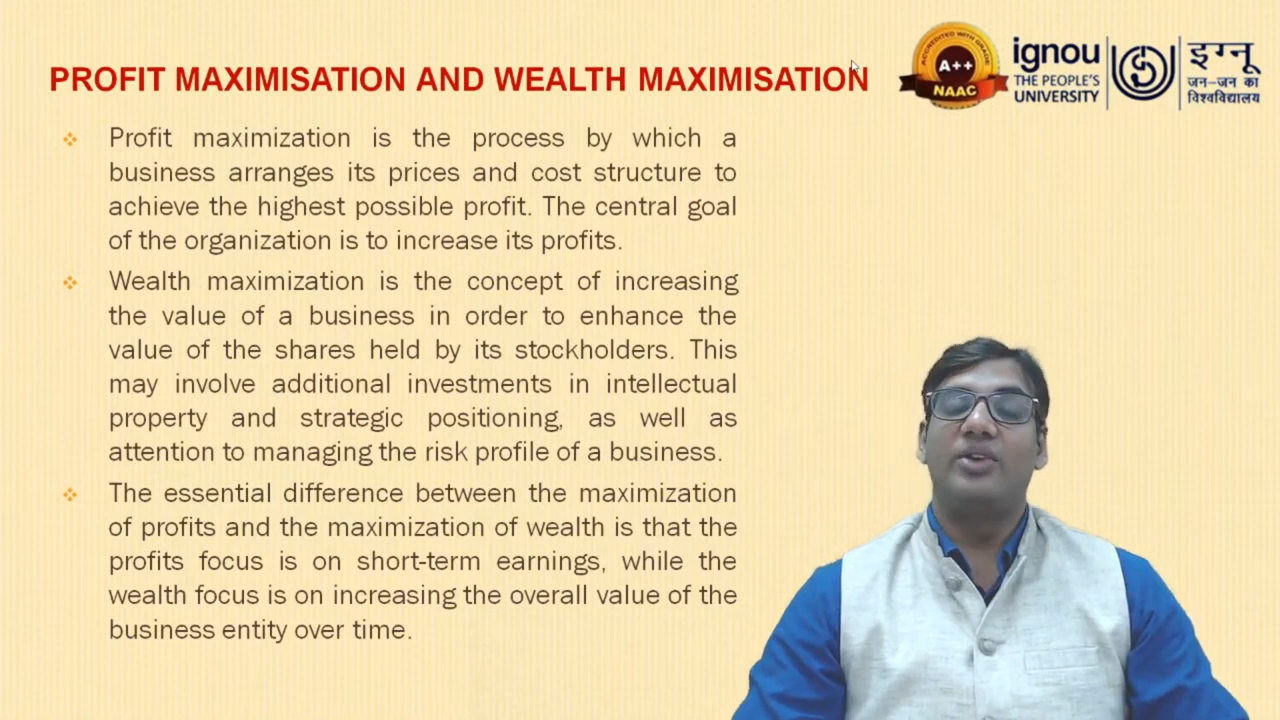 PROFIT MAXIMISATION AND WEALTH MAXIMISATION
ACCREDITED WITH GRADE
A++
NAAC
ignou
THE PEOPLE'S
UNIVERSITY
इग्नू
जन-जन का
विश्वविद्यालय
Profit maximization is the process by which a
business arranges its prices and cost structure to
achieve the highest possible profit. The central goal
of the organization is to increase its profits.
Wealth maximization is the concept of increasing
the value of a business in order to enhance the
value of the shares held by its stockholders. This
may involve additional investments in intellectual
property and strategic positioning, as well as
attention to managing the risk profile of a business.
The essential difference between the maximization
of profits and the maximization of wealth is that the
profits focus is on short-term earnings, while the
wealth focus is on increasing the overall value of the
business entity over time.